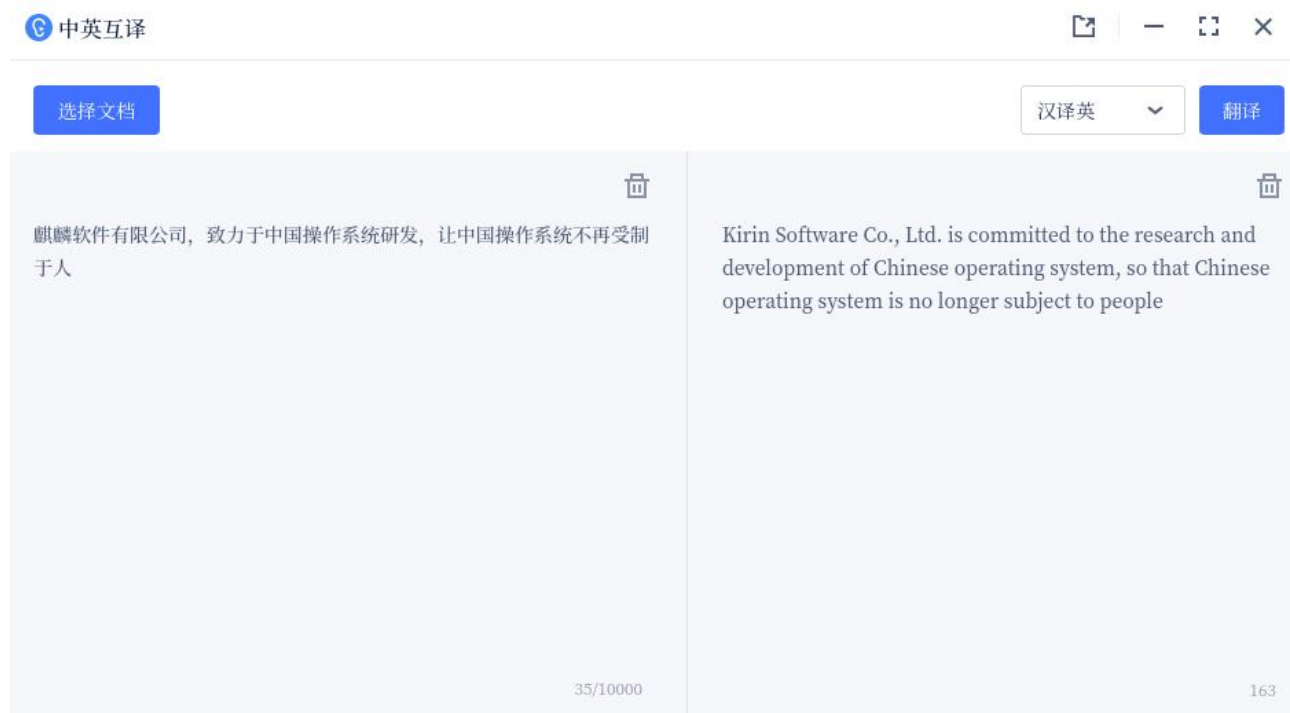 中英互译
选择文档
汉译英
翻译
麒麟软件有限公司，致力于中国操作系统研发，让中国操作系统不再受制
于人
35/10000
Kirin Software Co., Ltd. is committed to the research and
development of Chinese operating system, so that Chinese
operating system is no longer subject to people
163